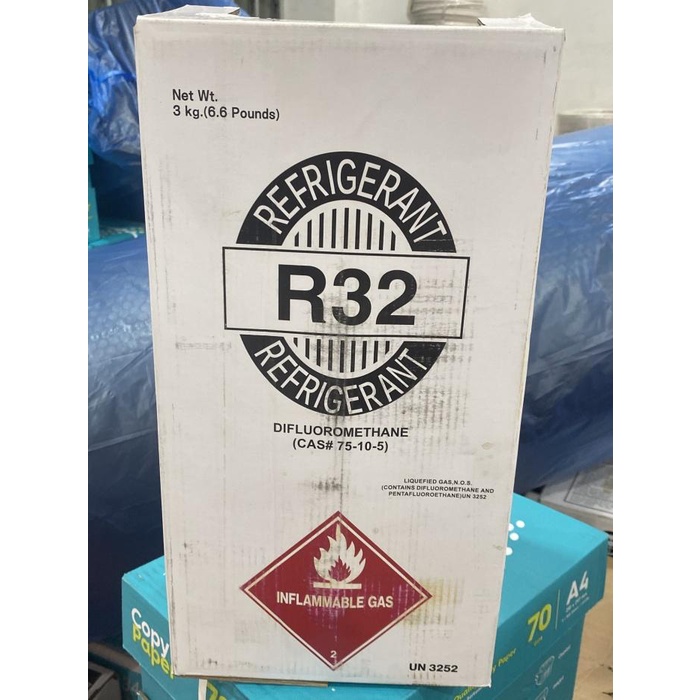 Net Wt.
3 kg.(6.6 Pounds)
REFRIGERANT
R32
REFRIGERANT
DIFLUOROMETHANE
(CAS# 75-10-5)
LIQUEFIED GAS,N.O.S.
(CONTAINS DIFLUOROMETHANE AND
PENTAFLUOROETHANE)UN 3252
INFLAMMABLE GAS
2
UN 3252
Copy
Paper
70
A4
Paper